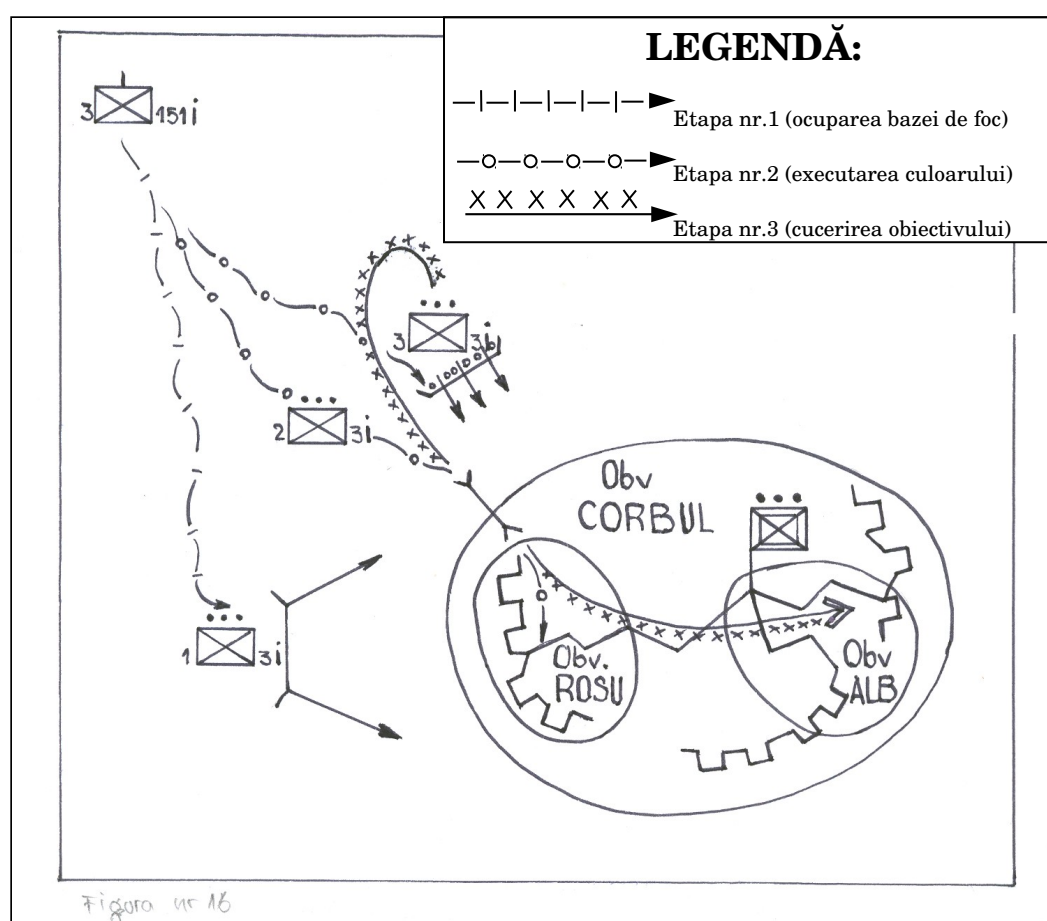 LEGENDĂ:
Etapa nr.1 (ocuparea bazei de foc)
Etapa nr.2 (executarea culoarului)
Etapa nr.3 (cucerirea obiectivului)
3 151i
3 3i
2 3i
Obv
CORBUL
1 3i
Obv.
ROSU
Obv
ALB
Figura nr 16